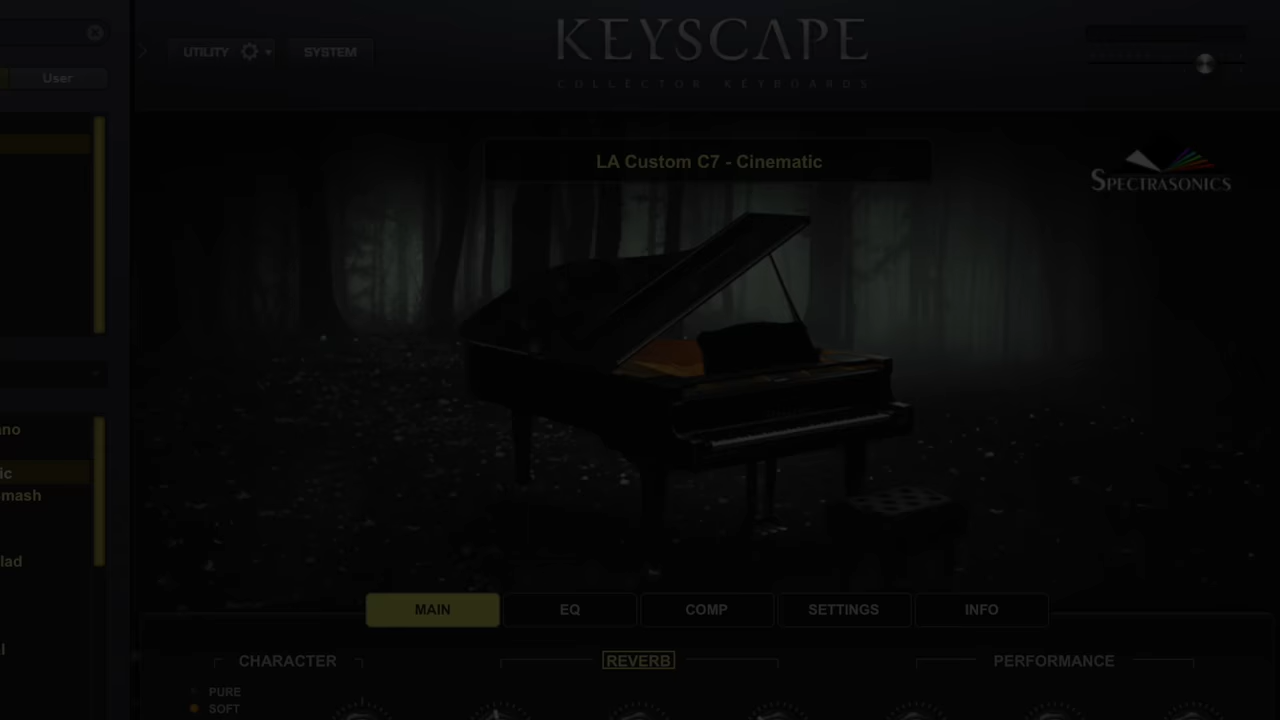 KEYSCAPE
COLLECTOR KEYBOARDS
UTILITY
SYSTEM
User
LA Custom C7 - Cinematic
SPECTRASONICS
ano
ic
mash
lad
l
MAIN
EQ
COMP
SETTINGS
INFO
CHARACTER
REVERB
PERFORMANCE
PURE
SOFT